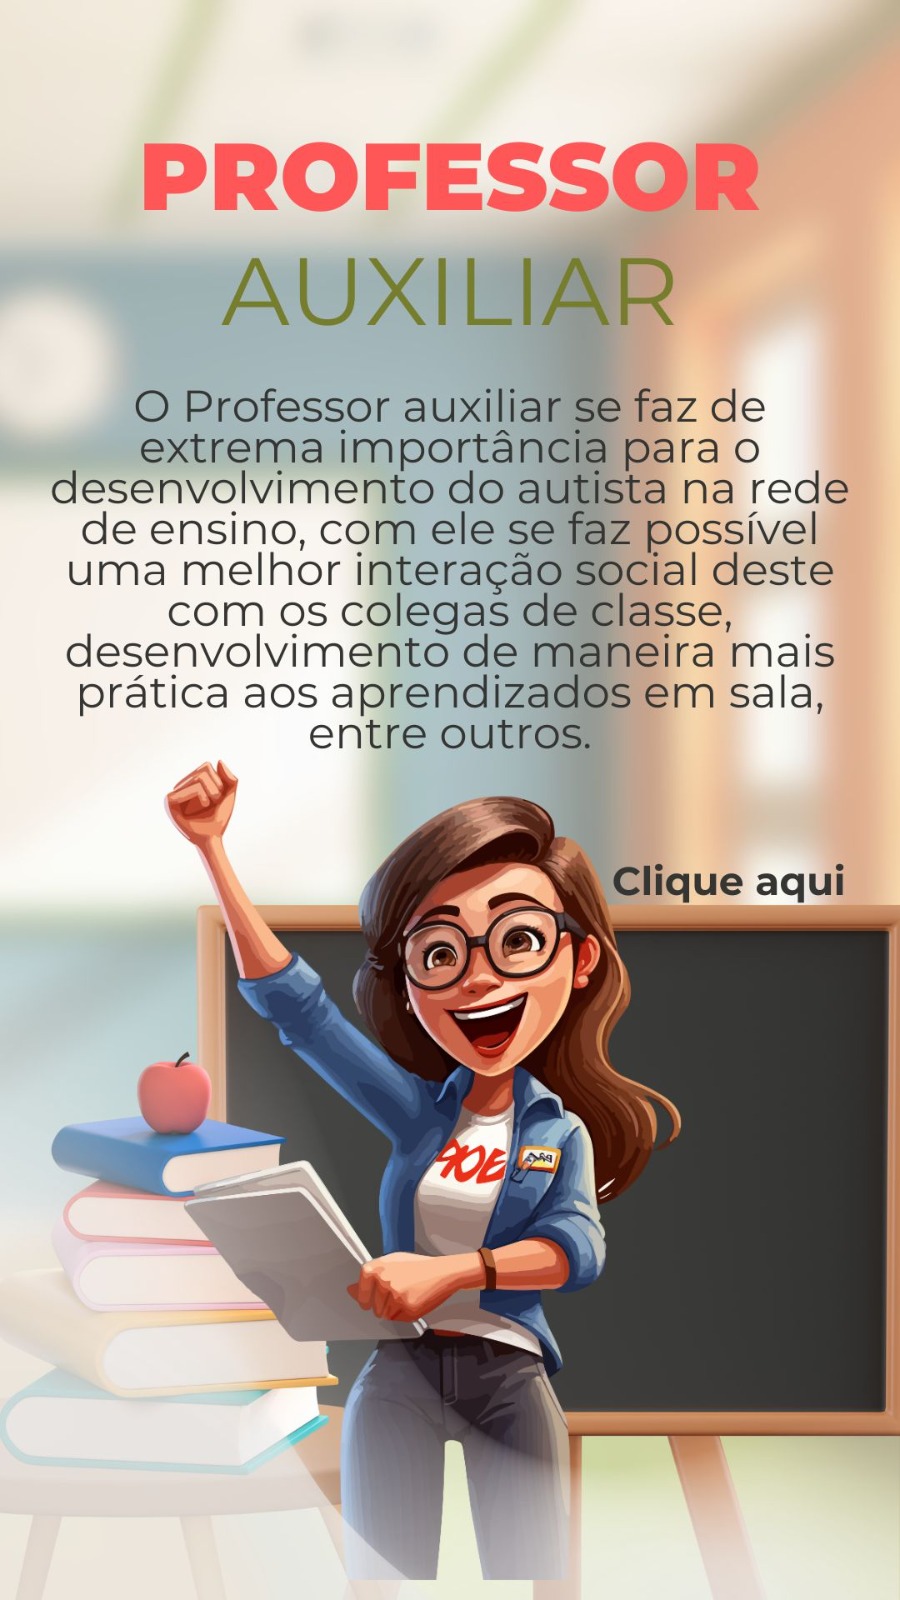 PROFESSOR
AUXILIAR
O Professor auxiliar se faz de
extrema importância para o
desenvolvimento do autista na rede
de ensino, com ele se faz possível
uma melhor interação social deste
com os colegas de classe,
desenvolvimento de maneira mais
prática aos aprendizados em sala,
entre outros.
Clique aqui